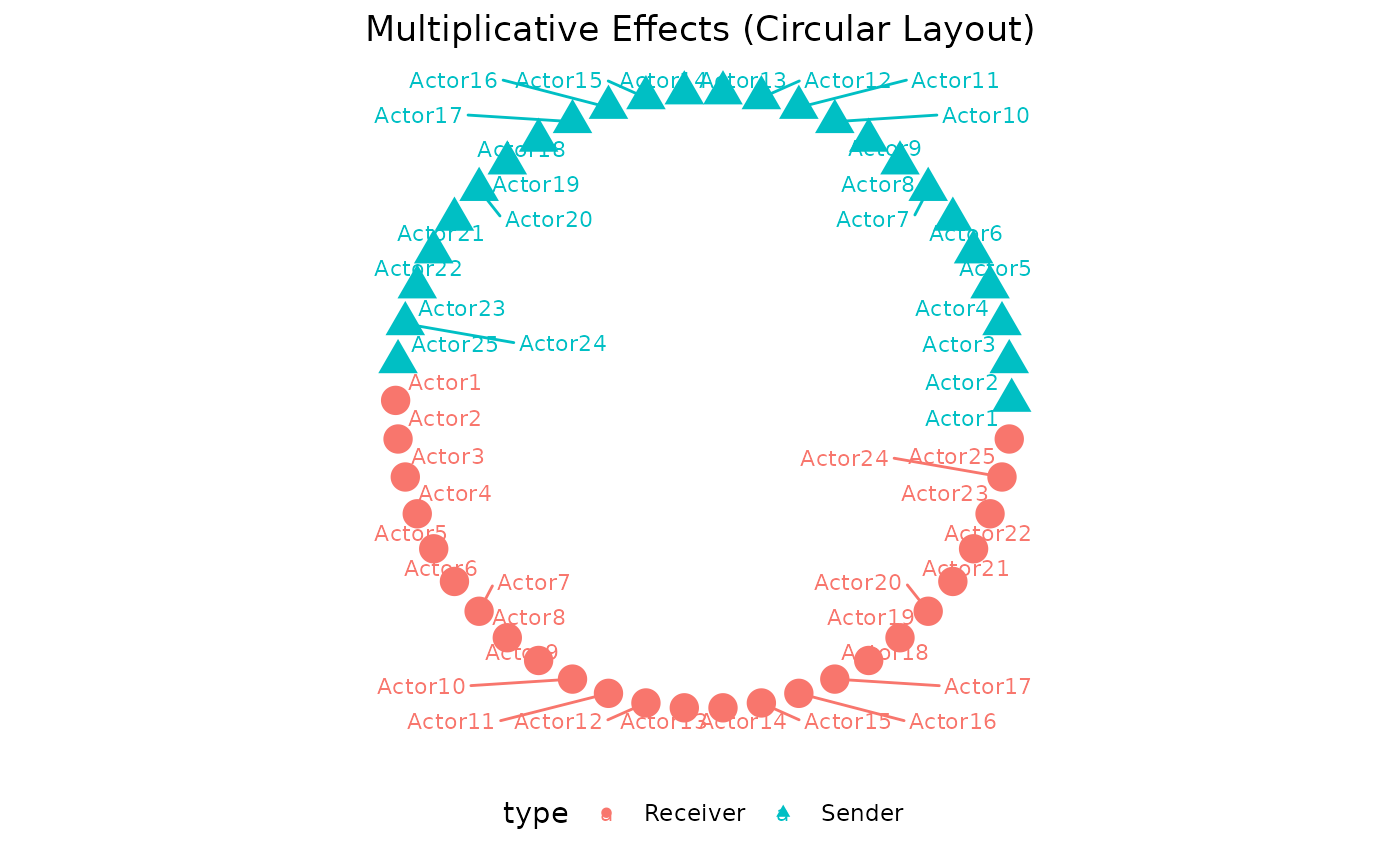 Multiplicative Effects (Circular Layout)
Actor16 Actor15 Actor14 Actor13 Actor12 Actor11
Actor17 Actor10
Actor18 Actor9
Actor19 Actor8
Actor20 Actor7
Actor21 Actor6
Actor22 Actor5
Actor23 Actor4
Actor25 Actor24 Actor3
Actor1 Actor2
Actor2 Actor1
Actor3 Actor24 Actor25
Actor4 Actor23
Actor5 Actor22
Actor6 Actor21
Actor7 Actor20
Actor8 Actor19
Actor9 Actor18
Actor10 Actor17
Actor11 Actor12 Actor13 Actor14 Actor15 Actor16
type a Receiver a Sender